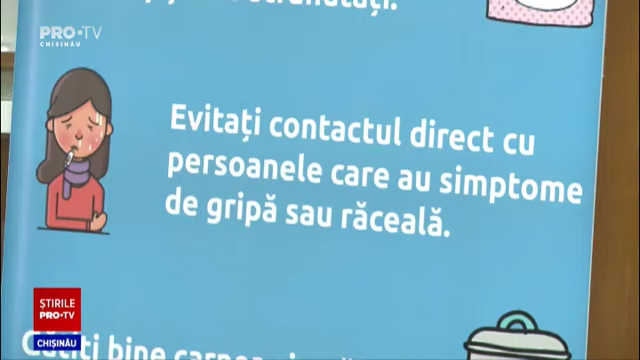 PRO•TV
CHIȘINĂU
Evitați contactul direct cu
persoanele care au simptome
de gripă sau răceală.
ȘTIRILE
PRO•TV
CHIȘINĂU
bine